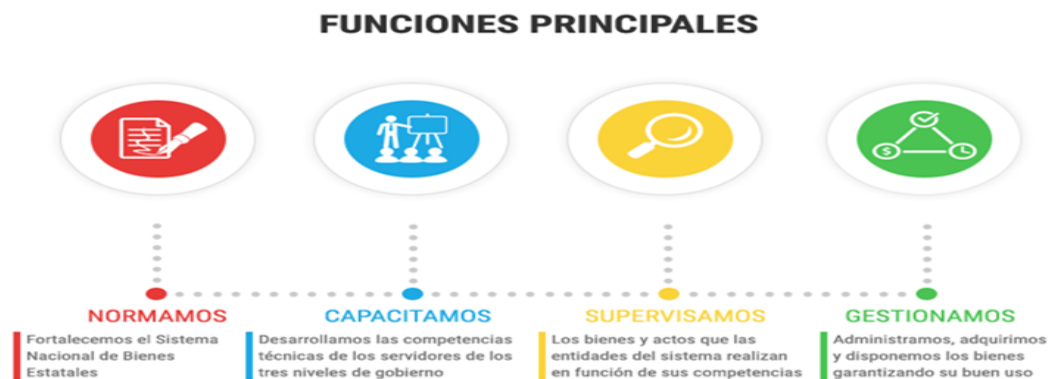 FUNCIONES PRINCIPALES
NORMAMOS
Fortalecemos el Sistema
Nacional de Bienes
Estatales
CAPACITAMOS
Desarrollamos las competencias
técnicas de los servidores de los
tres niveles de gobierno
SUPERVISAMOS
Los bienes y actos que las
entidades del sistema realizan
en función de sus competencias
GESTIONAMOS
Administramos, adquirimos
y disponemos los bienes
garantizando su buen uso